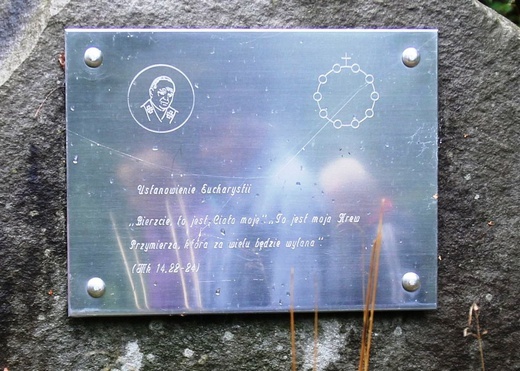 Ustanowienie Eucharystii
„Bierzcie, to jest Ciało moje”. „To jest moja Krew
Przymierza, która za wielu będzie wylana”
(Mk 14,22-24)